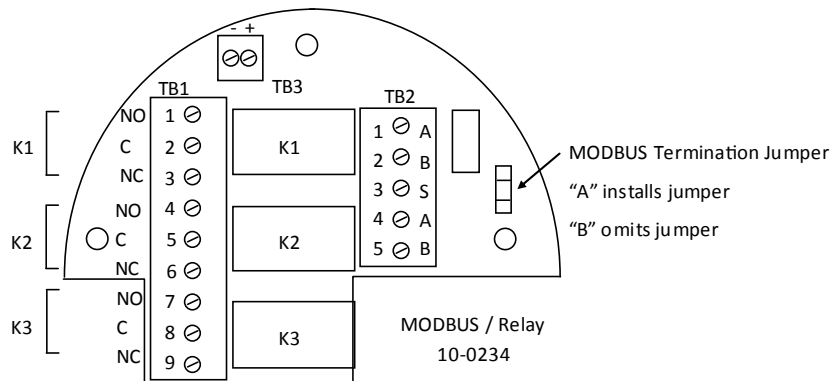 - +
TB1
TB3
TB2
K1
NO 1
C 2
NC 3
K1
K2
NO 4
C 5
NC 6
K2
K3
NO 7
C 8
NC 9
K3
1 A
2 B
3 S
4 A
5 B
MODBUS Termination Jumper
“A” installs jumper
“B” omits jumper
MODBUS / Relay
10-0234